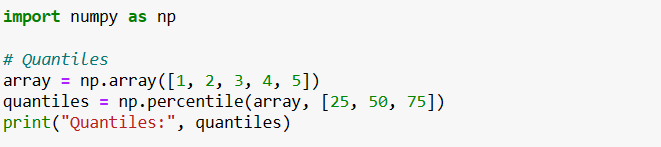 import numpy as np
# Quantiles
array = np.array([1, 2, 3, 4, 5])
quantiles = np.percentile(array, [25, 50, 75])
print("Quantiles:", quantiles)